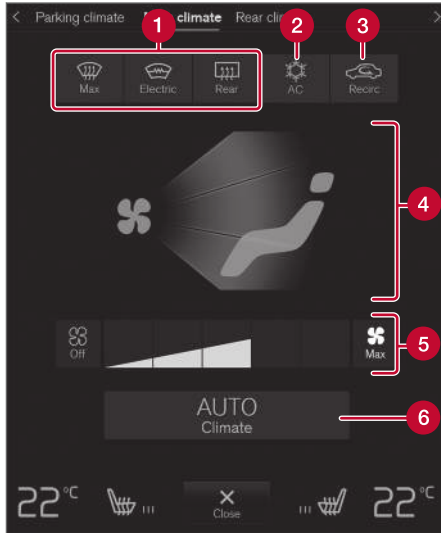 Parking climate climate Rear
1 2 3
Max Electric Rear AC Recirc
4
Off Max
5
AUTO
Climate
6
22°C Close 22°C